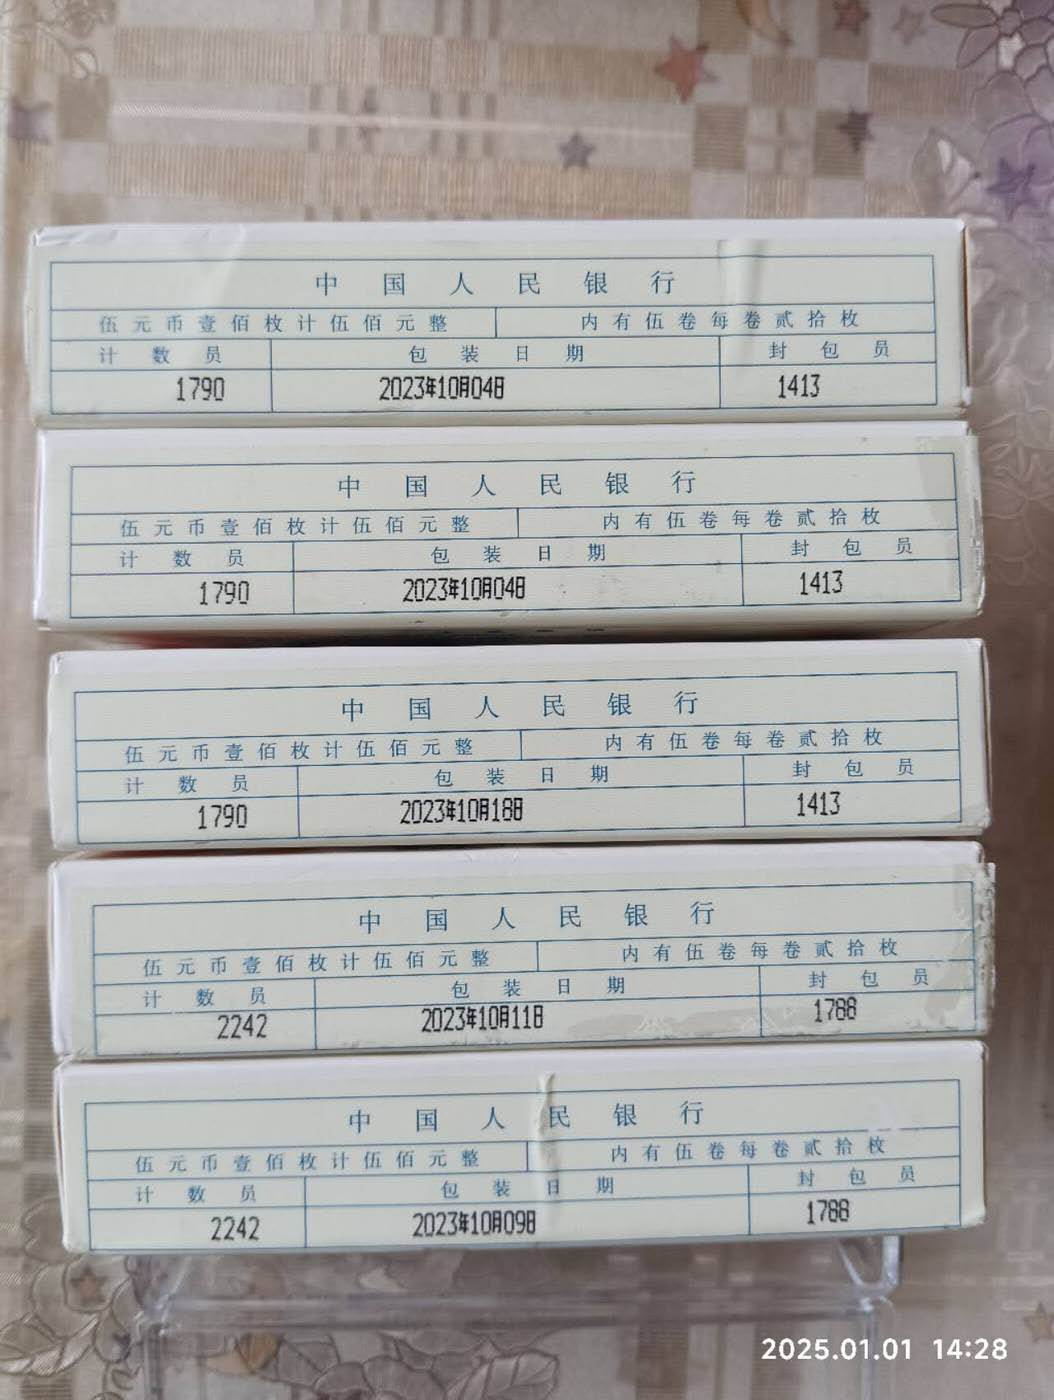 中国人民银行
伍元币壹佰枚计伍佰元整 内有伍卷每卷贰拾枚
计数员 包装日期 封包员
1790 2023年10月04日 1413
中国人民银行
伍元币壹佰枚计伍佰元整 内有伍卷每卷贰拾枚
计数员 包装日期 封包员
1790 2023年10月04日 1413
中国人民银行
伍元币壹佰枚计伍佰元整 内有伍卷每卷贰拾枚
计数员 包装日期 封包员
1790 2023年10月18日 1413
中国人民银行
伍元币壹佰枚计伍佰元整 内有伍卷每卷贰拾枚
计数员 包装日期 封包员
2242 2023年10月11日 1788
中国人民银行
伍元币壹佰枚计伍佰元整 内有伍卷每卷贰拾枚
计数员 包装日期 封包员
2242 2023年10月09日 1788
2025.01.01 14:28